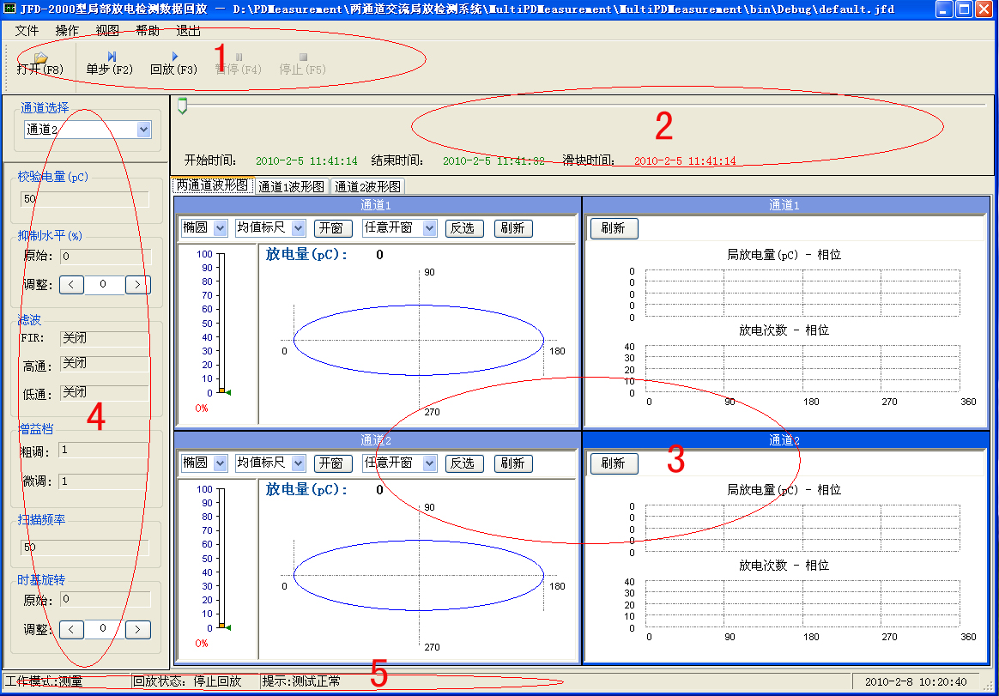 JFD-2000型局部放电检测数据回放 — D:\PDMeasurement\两通道交流局放检测系统\MultiPDMeasurement\MultiPDMeasurement\bin\Debug\default.jfd
文件 操作 视图 帮助 退出
打开(F8) 单步(F2) 回放(F3) 暂停(F4) 停止(F5)
1
通道选择
通道2
2
开始时间: 2010-2-5 11:41:14 结束时间: 2010-2-5 11:41:32 滑块时间: 2010-2-5 11:41:14
校验电量(pC)
50
抑制水平(%)
原始: 0
调整: < 0 >
滤波
FIR: 关闭
高通: 关闭
低通: 关闭
4
增益档
粗调: 1
微调: 1
扫描频率
50
时基旋转
原始: 0
调整: < 0 >
两通道波形图 通道1波形图 通道2波形图
通道1
椭圆 均值标尺 开窗 任意开窗 反选 刷新
100
90
80
70
60
50
40
30
20
10
0
0%
放电量(pC): 0
90
0 180
270
通道1
刷新
局放电量(pC) - 相位
0
0
0
0
0
放电次数 - 相位
40
30
20
10
0
0 90 180 270 360
通道2
椭圆 均值标尺 开窗 任意开窗 反选 刷新
100
90
80
70
60
50
40
30
20
10
0
0%
放电量(pC): 0
90
0 180
270
通道2
刷新
3
局放电量(pC) - 相位
0
0
0
0
0
放电次数 - 相位
40
30
20
10
0
0 90 180 270 360
工作模式:测量 回放状态: 停止回放 提示:测试正常 5 2010-2-8 10:20:40